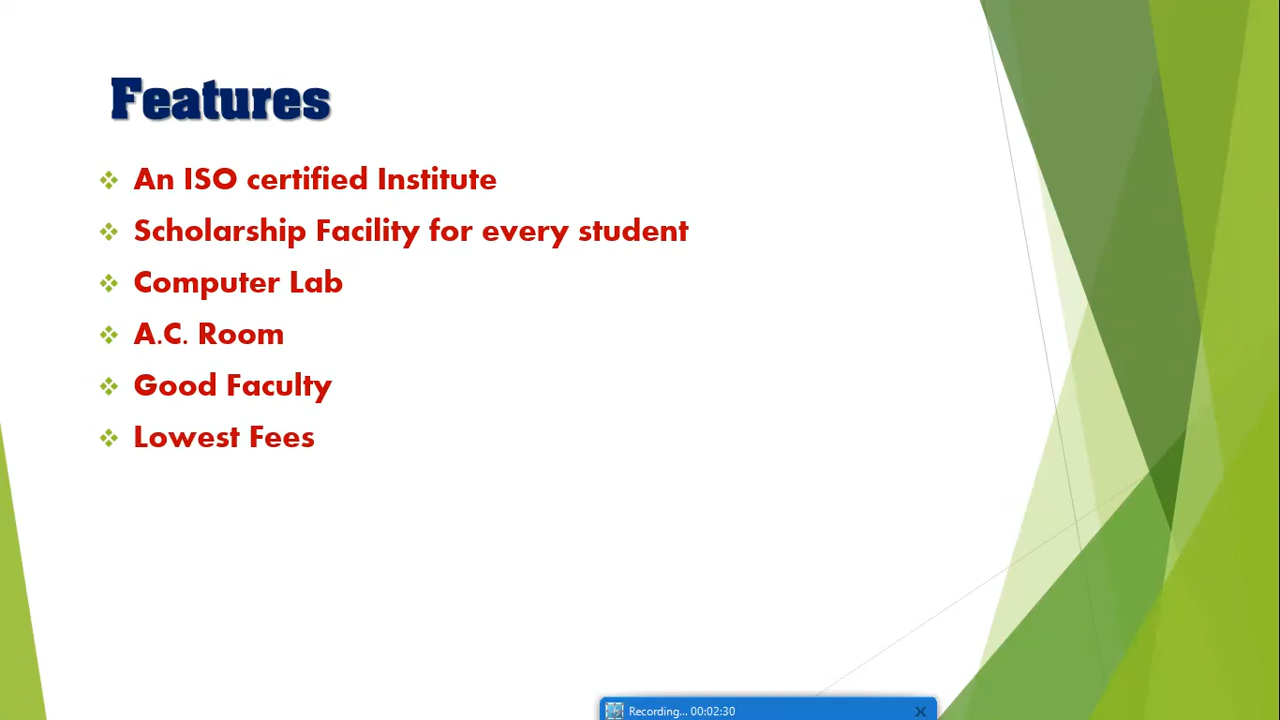 Features
An ISO certified Institute
Scholarship Facility for every student
Computer Lab
A.C. Room
Good Faculty
Lowest Fees
Recording... 00:02:30